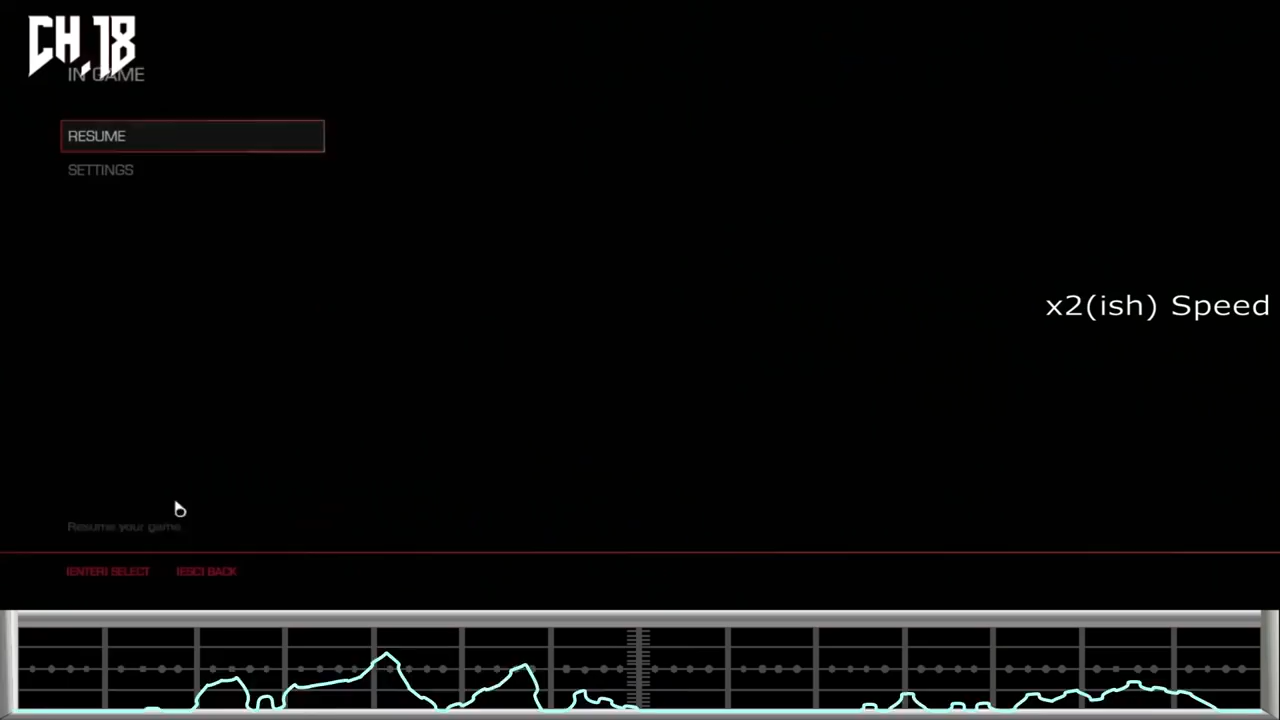 CH.18
IN GAME
RESUME
SETTINGS
x2(ish) Speed
Resume your game
[ENTER] SELECT [ESC] BACK